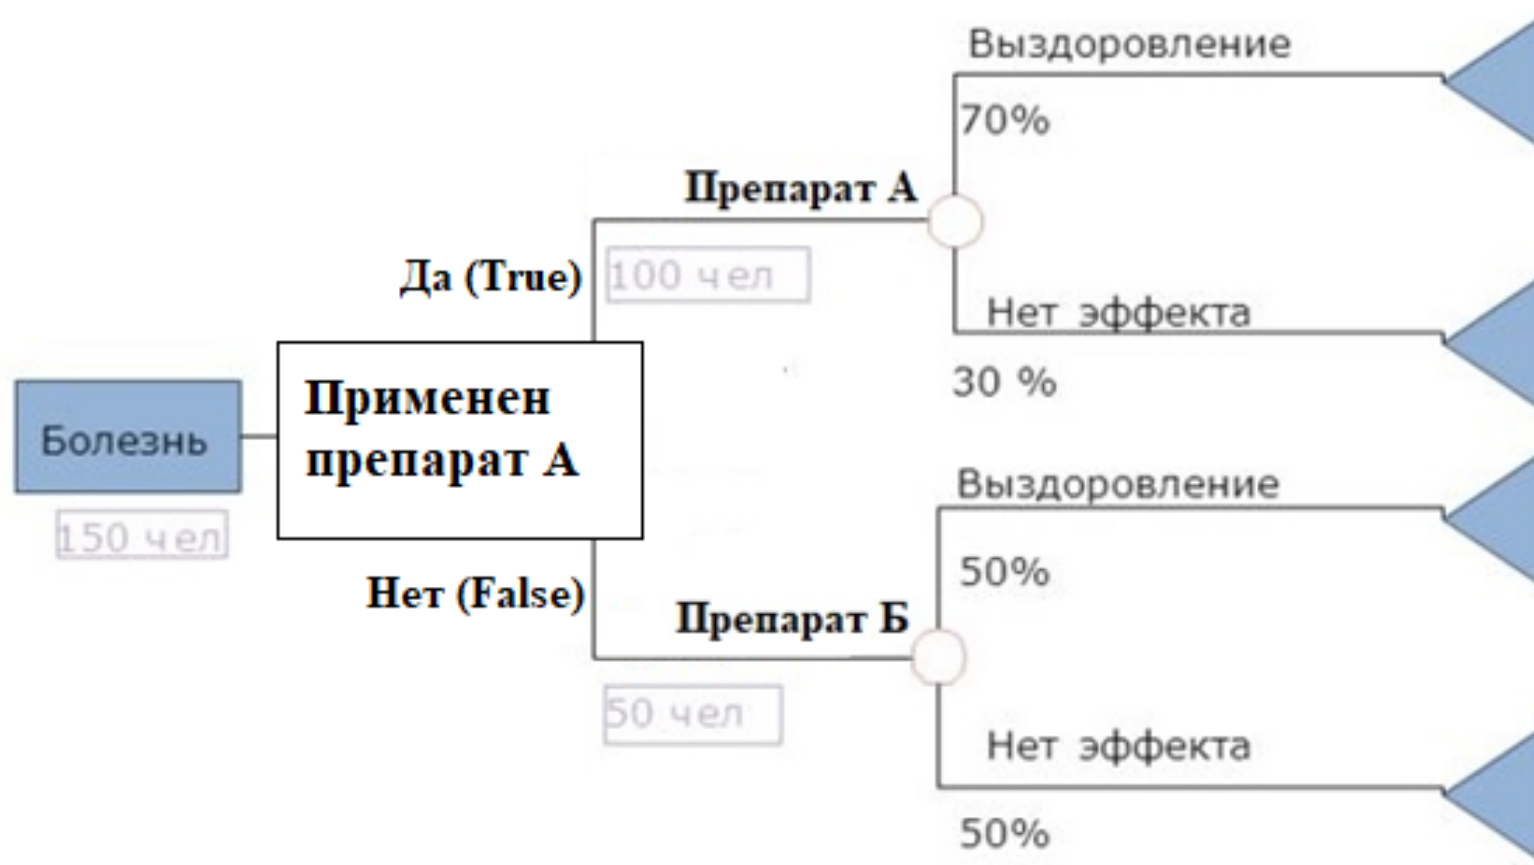 Выздоровление
70%
Препарат А
Да (True)
100 чел
Нет эффекта
30 %
Применен
препарат А
Болезнь
150 чел
Выздоровление
50%
Нет (False)
Препарат Б
50 чел
Нет эффекта
50%